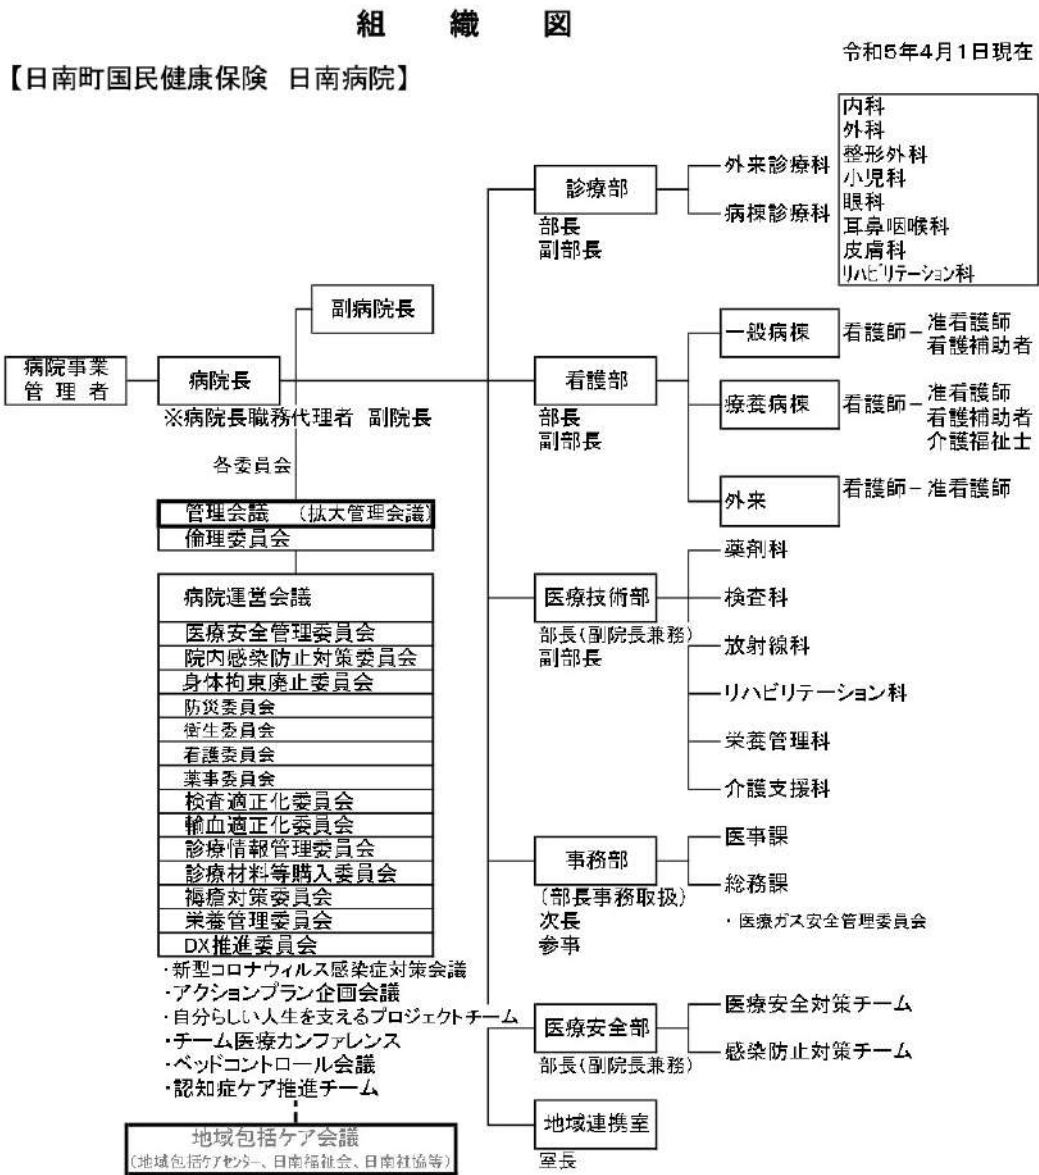 組 織 図
令和5年4月1日現在
【日南町国民健康保険 日南病院】
病院事業
管 理 者
病院長
※病院長職務代理者 副院長
副病院長
各委員会
管理会議 (拡大管理会議)
倫理委員会
病院運営会議
医療安全管理委員会
院内感染防止対策委員会
身体拘束廃止委員会
防災委員会
衛生委員会
看護委員会
薬事委員会
検査適正化委員会
輸血適正化委員会
診療情報管理委員会
診療材料等購入委員会
褥瘡対策委員会
栄養管理委員会
DX推進委員会
・新型コロナウィルス感染症対策会議
・アクションプラン企画会議
・自分らしい人生を支えるプロジェクトチーム
・チーム医療カンファレンス
・ベッドコントロール会議
・認知症ケア推進チーム
地域包括ケア会議
(地域包括ケアセンター、日南福祉会、日南社協等)
診療部
部長
副部長
外来診療科
病棟診療科
内科
外科
整形外科
小児科
眼科
耳鼻咽喉科
皮膚科
リハビリテーション科
看護部
部長
副部長
一般病棟 看護師-准看護師
看護補助者
療養病棟 看護師-准看護師
看護補助者
介護福祉士
外来 看護師-准看護師
医療技術部
部長(副院長兼務)
副部長
薬剤科
検査科
放射線科
リハビリテーション科
栄養管理科
介護支援科
事務部
(部長事務取扱)
次長
参事
医事課
総務課
・医療ガス安全管理委員会
医療安全部
部長(副院長兼務)
医療安全対策チーム
感染防止対策チーム
地域連携室
室長